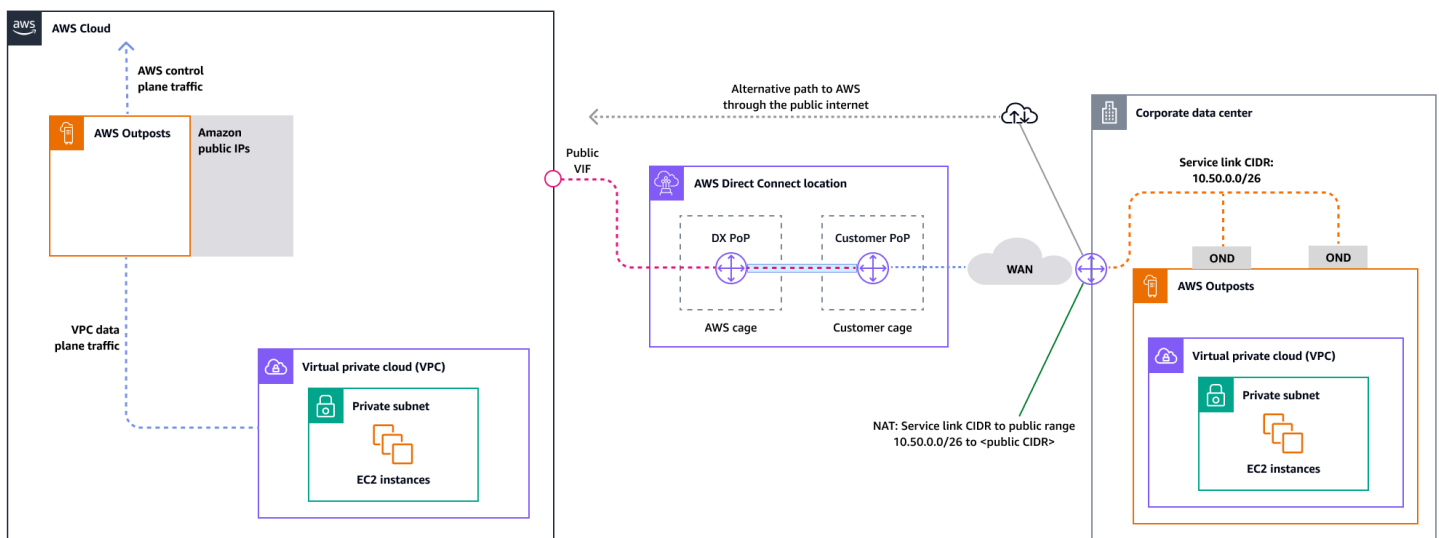 aws
AWS Cloud
AWS control
plane traffic
AWS Outposts
Amazon
public IPs
VPC data
plane traffic
Virtual private cloud (VPC)
Private subnet
EC2 instances
Public
VIF
Alternative path to AWS
through the public internet
AWS Direct Connect location
DX PoP
Customer PoP
AWS cage
Customer cage
WAN
NAT: Service link CIDR to public range
10.50.0.0/26 to <public CIDR>
Corporate data center
Service link CIDR:
10.50.0.0/26
OND
OND
AWS Outposts
Virtual private cloud (VPC)
Private subnet
EC2 instances